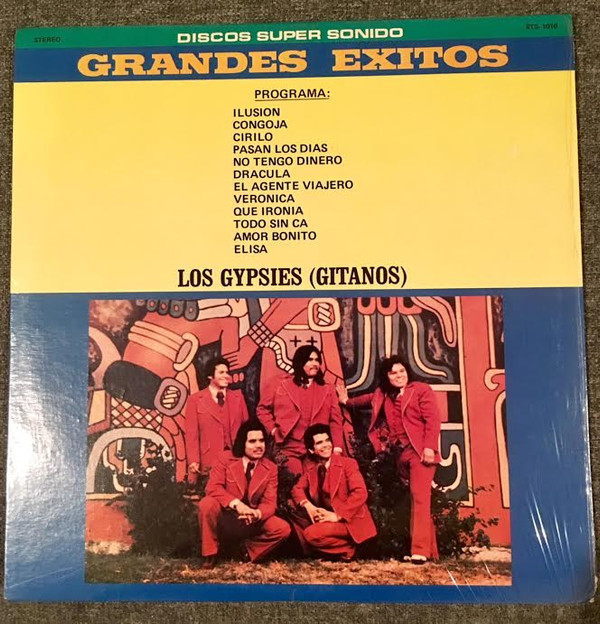 STEREO
DISCOS SUPER SONIDO
STS-1018
GRANDES EXITOS
PROGRAMA:
ILUSION
CONGOJA
CIRILO
PASAN LOS DIAS
NO TENGO DINERO
DRACULA
EL AGENTE VIAJERO
VERONICA
QUE IRONIA
TODO SIN CA
AMOR BONITO
ELISA
LOS GYPSIES (GITANOS)